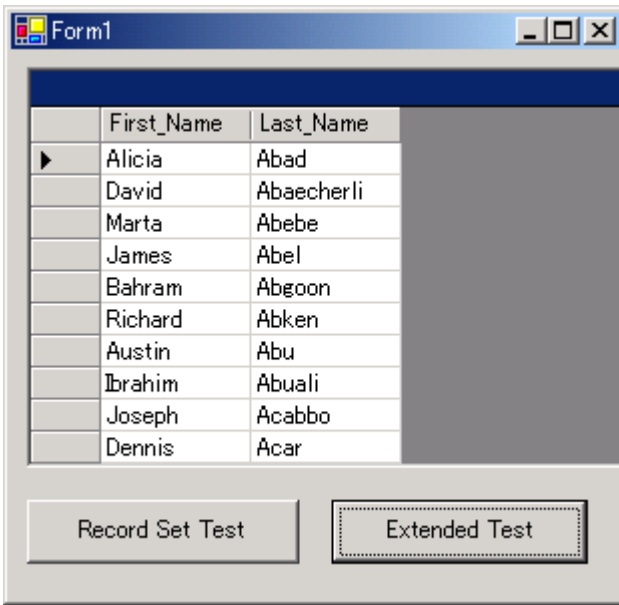 Form1
First_Name Last_Name
Alicia Abad
David Abaecherli
Marta Abebe
James Abel
Bahram Abgoon
Richard Abken
Austin Abu
Ibrahim Abuali
Joseph Acabbo
Dennis Acar
Record Set Test Extended Test